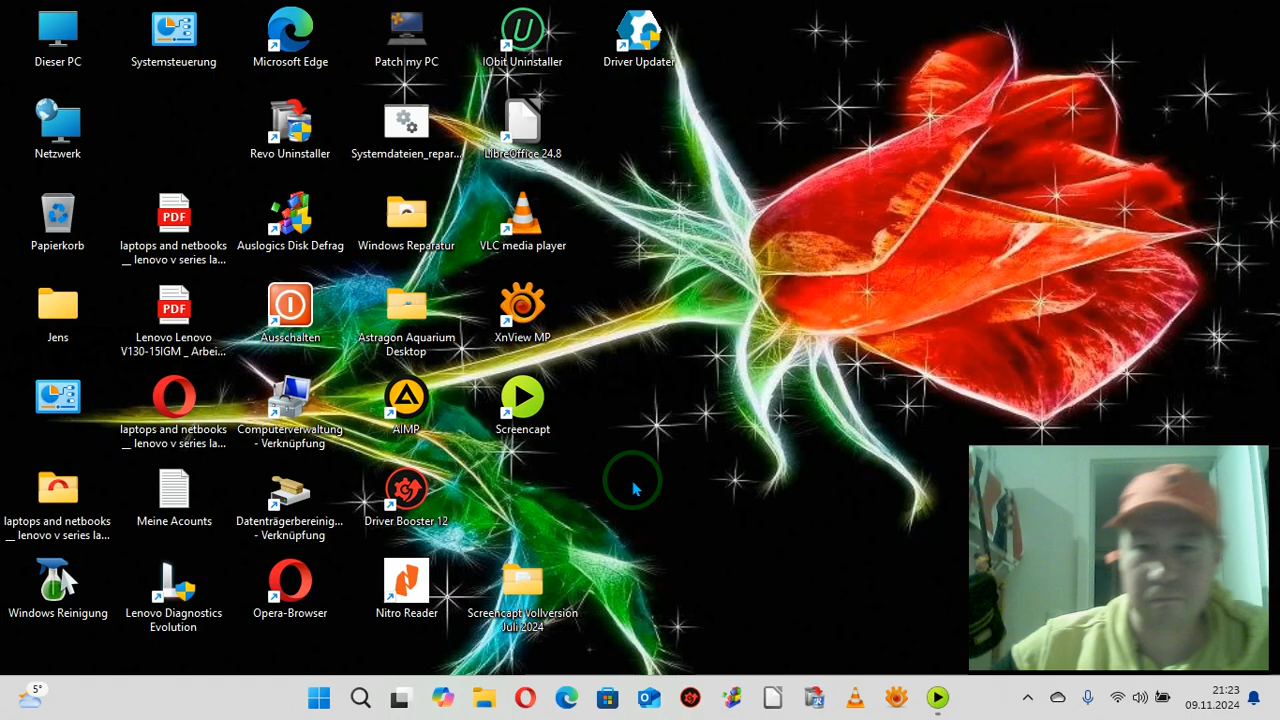 Dieser PC
Systemsteuerung
Microsoft Edge
Patch my PC
IObit Uninstaller
Driver Updater
Netzwerk
Revo Uninstaller
Systemdateien_repar...
LibreOffice 24.8
Papierkorb
PDF
laptops and netbooks
__ lenovo v series la...
Auslogics Disk Defrag
Windows Reparatur
VLC media player
Jens
PDF
Lenovo Lenovo
V130-15IGM _ Arbei...
Ausschalten
Astragon Aquarium
Desktop
XnView MP
laptops and netbooks
__ lenovo v series la...
Computerverwaltung
- Verknüpfung
AIMP
Screencapt
laptops and netbooks
__ lenovo v series la...
Meine Acounts
Datenträgerbereinig...
- Verknüpfung
Driver Booster 12
Windows Reinigung
Lenovo Diagnostics
Evolution
Opera-Browser
Nitro Reader
Screencapt Vollversion
Juli 2024
5°
21:23
09.11.2024